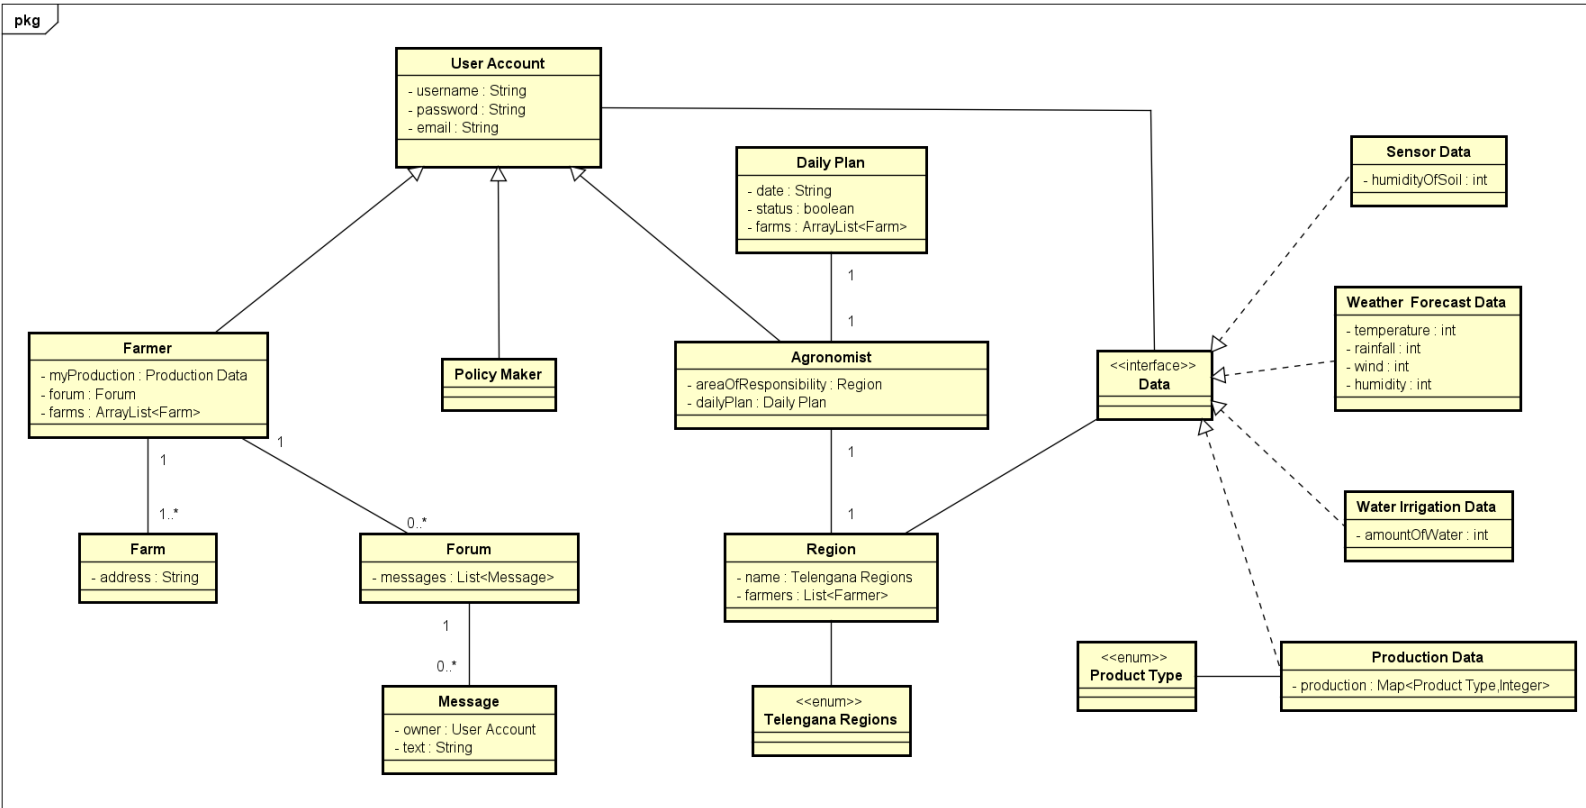 pkg
User Account
- username : String
- password : String
- email : String
Daily Plan
- date : String
- status : boolean
- farms : ArrayList<Farm>
1
1
Sensor Data
- humidityOfSoil : int
Weather  Forecast Data
- temperature : int
- rainfall : int
- wind : int
- humidity : int
Farmer
- myProduction : Production Data
- forum : Forum
- farms : ArrayList<Farm>
Policy Maker
Agronomist
- areaOfResponsibility : Region
- dailyPlan : Daily Plan
<<interface>>
Data
1
1
1..*
0..*
1
1
Water Irrigation Data
- amountOfWater : int
Farm
- address : String
Forum
- messages : List<Message>
Region
- name : Telengana Regions
- farmers : List<Farmer>
1
0..*
<<enum>>
Product Type
Production Data
- production : Map<Product Type,Integer>
Message
- owner : User Account
- text : String
<<enum>>
Telengana Regions